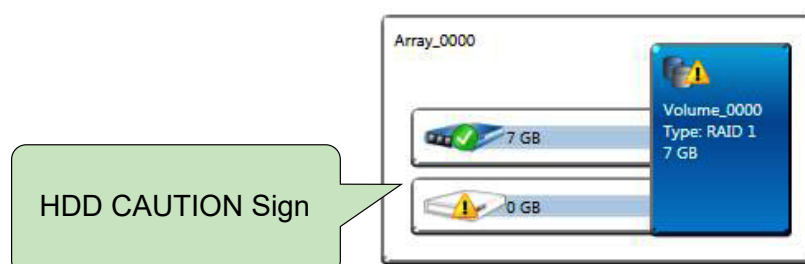 Array_0000
Volume_0000
Type: RAID 1
7 GB
7 GB
HDD CAUTION Sign
0 GB